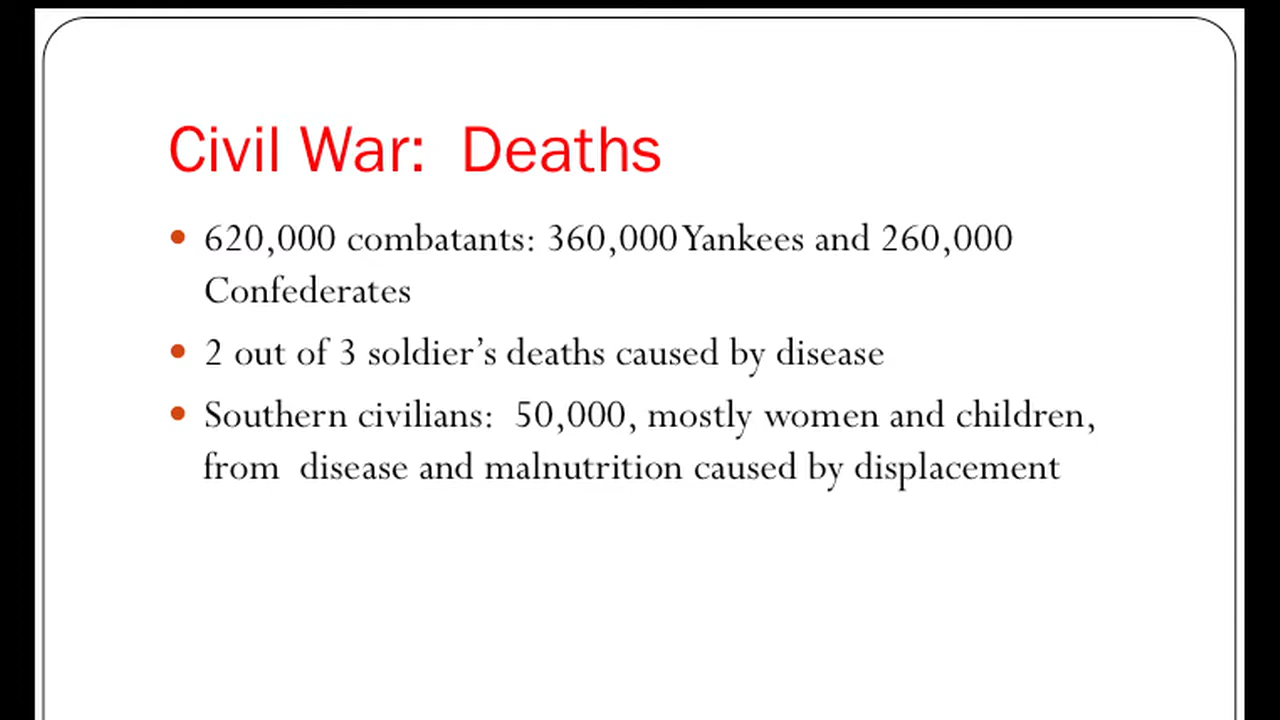 Civil War:  Deaths
• 620,000 combatants: 360,000 Yankees and 260,000
Confederates
• 2 out of 3 soldier’s deaths caused by disease
• Southern civilians:  50,000, mostly women and children,
from  disease and malnutrition caused by displacement